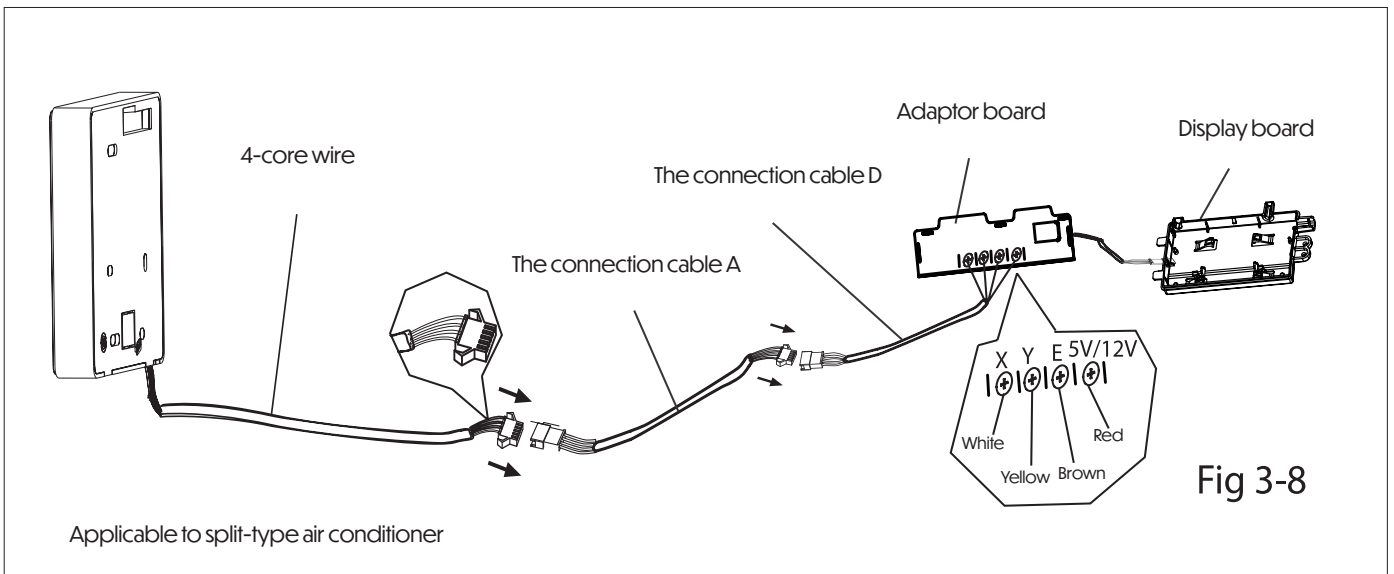 Adaptor board
Display board
4-core wire
The connection cable D
The connection cable A
X Y E 5V/12V
White
Red
Yellow
Brown
Fig 3-8
Applicable to split-type air conditioner